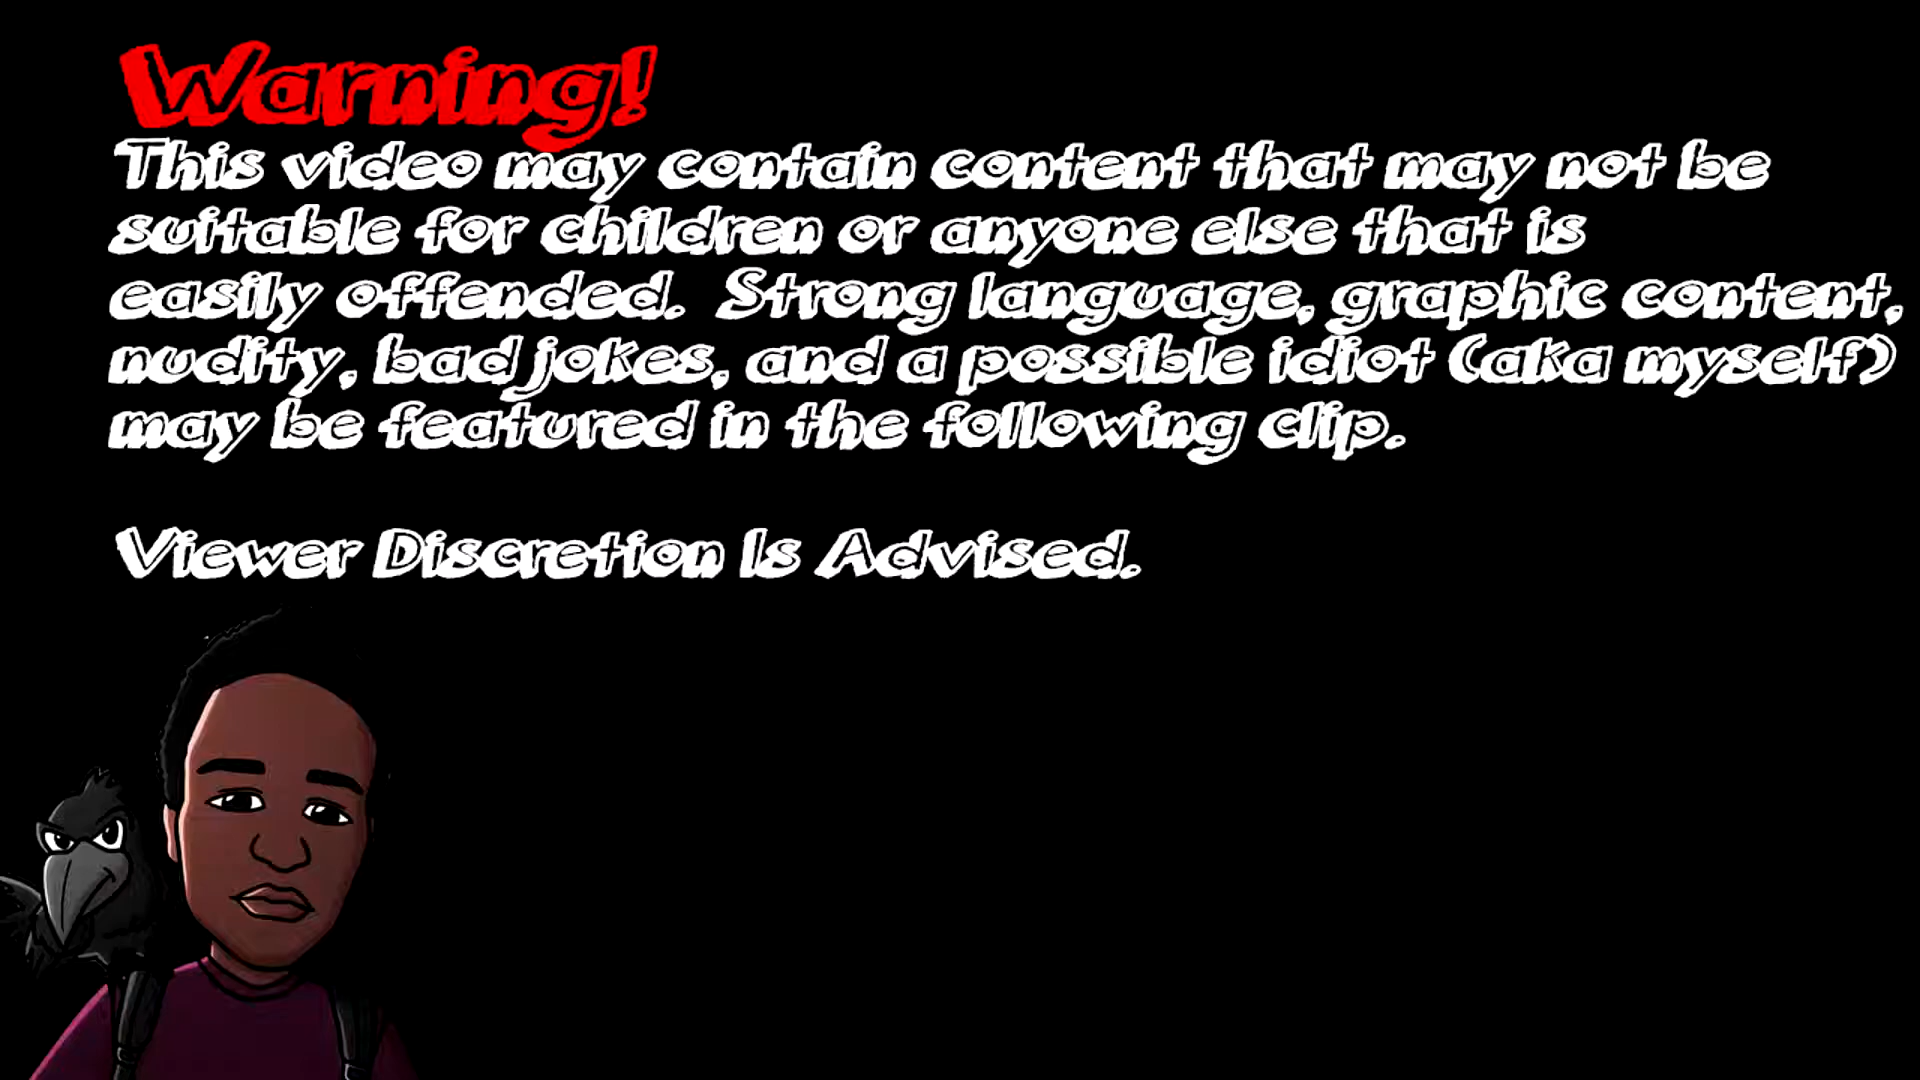 Warning!
This video may contain content that may not be
suitable for children or anyone else that is
easily offended.  Strong language, graphic content,
nudity, bad jokes, and a possible idiot (aka myself)
may be featured in the following clip.
Viewer Discretion Is Advised.